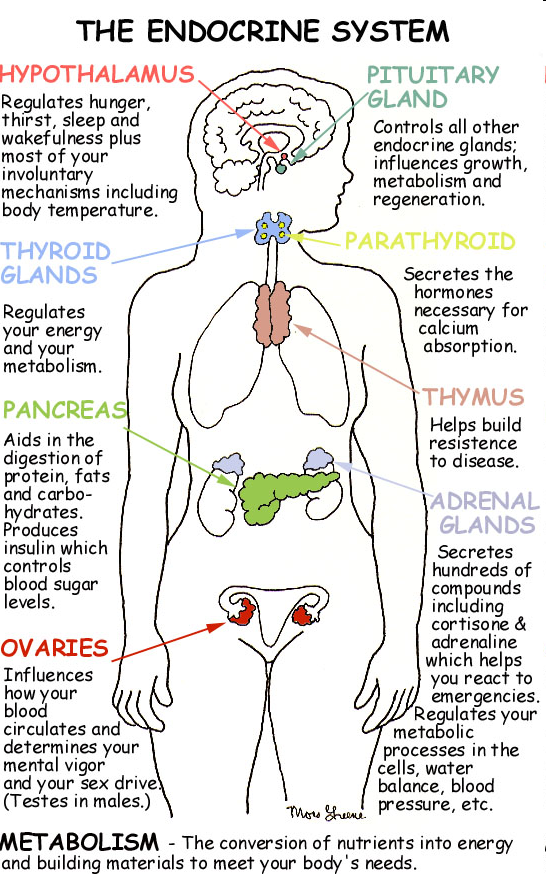 THE ENDOCRINE SYSTEM
HYPOTHALAMUS
Regulates hunger,
thirst, sleep and
wakefulness plus
most of your
involuntary
mechanisms including
body temperature.
PITUITARY
GLAND
Controls all other
endocrine glands;
influences growth,
metabolism and
regeneration.
THYROID
GLANDS
Regulates
your energy
and your
metabolism.
PARATHYROID
Secretes the
hormones
necessary for
calcium
absorption.
THYMUS
Helps build
resistence
to disease.
PANCREAS
Aids in the
digestion of
protein, fats
and carbo-
hydrates.
Produces
insulin which
controls
blood sugar
levels.
ADRENAL
GLANDS
Secretes
hundreds of
compounds
including
cortisone &
adrenaline
which helps
you react to
emergencies.
Regulates your
metabolic
processes in the
cells, water
balance, blood
pressure, etc.
OVARIES
Influences
how your
blood
circulates and
determines your
mental vigor
and your sex drive.
(Testes in males.)
METABOLISM - The conversion of nutrients into energy
and building materials to meet your body's needs.